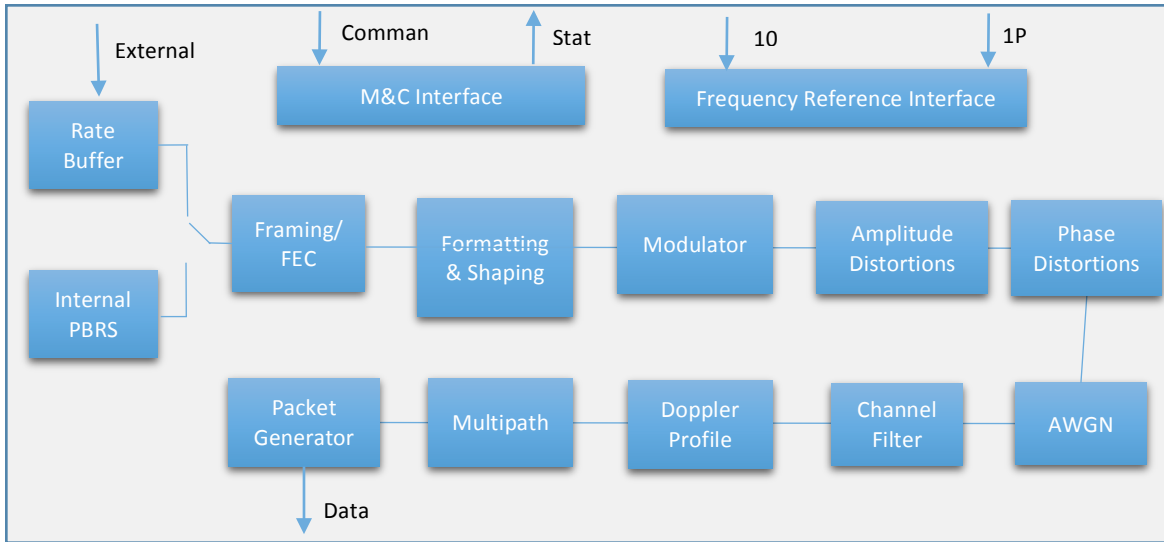 External
Comman
Stat
10
1P
M&C Interface
Frequency Reference Interface
Rate
Buffer
Framing/
FEC
Formatting
& Shaping
Modulator
Amplitude
Distortions
Phase
Distortions
Internal
PBRS
Packet
Generator
Multipath
Doppler
Profile
Channel
Filter
AWGN
Data